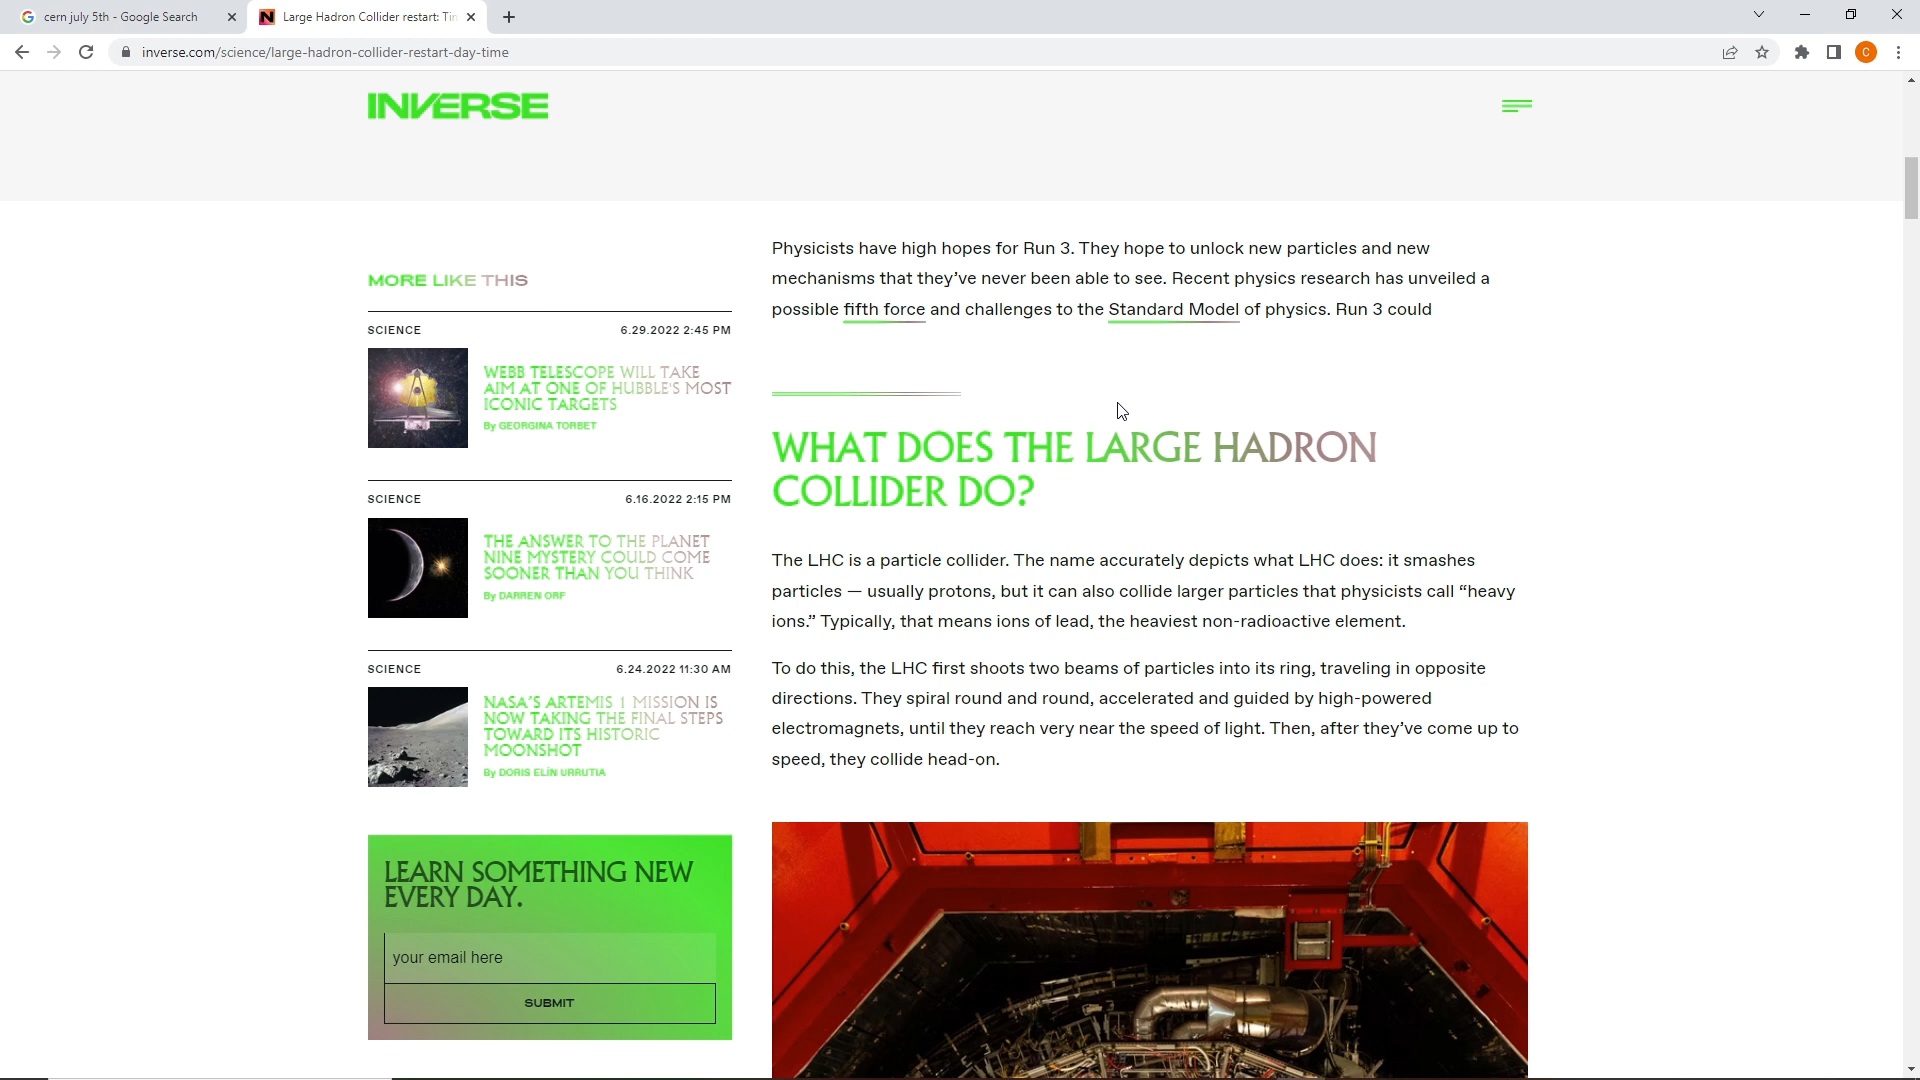 cern july 5th - Google Search
Large Hadron Collider restart: Tim
inverse.com/science/large-hadron-collider-restart-day-time
C
INVERSE
MORE LIKE THIS
SCIENCE 6.29.2022 2:45 PM
WEBB TELESCOPE WILL TAKE
AIM AT ONE OF HUBBLE'S MOST
ICONIC TARGETS
By GEORGINA TORBET
SCIENCE 6.16.2022 2:15 PM
THE ANSWER TO THE PLANET
NINE MYSTERY COULD COME
SOONER THAN YOU THINK
By DARREN ORF
SCIENCE 6.24.2022 11:30 AM
NASA'S ARTEMIS 1 MISSION IS
NOW TAKING THE FINAL STEPS
TOWARD ITS HISTORIC
MOONSHOT
By DORIS ELÍN URRUTIA
LEARN SOMETHING NEW
EVERY DAY.
your email here
SUBMIT
Physicists have high hopes for Run 3. They hope to unlock new particles and new
mechanisms that they’ve never been able to see. Recent physics research has unveiled a
possible fifth force and challenges to the Standard Model of physics. Run 3 could
WHAT DOES THE LARGE HADRON
COLLIDER DO?
The LHC is a particle collider. The name accurately depicts what LHC does: it smashes
particles — usually protons, but it can also collide larger particles that physicists call “heavy
ions.” Typically, that means ions of lead, the heaviest non-radioactive element.
To do this, the LHC first shoots two beams of particles into its ring, traveling in opposite
directions. They spiral round and round, accelerated and guided by high-powered
electromagnets, until they reach very near the speed of light. Then, after they’ve come up to
speed, they collide head-on.